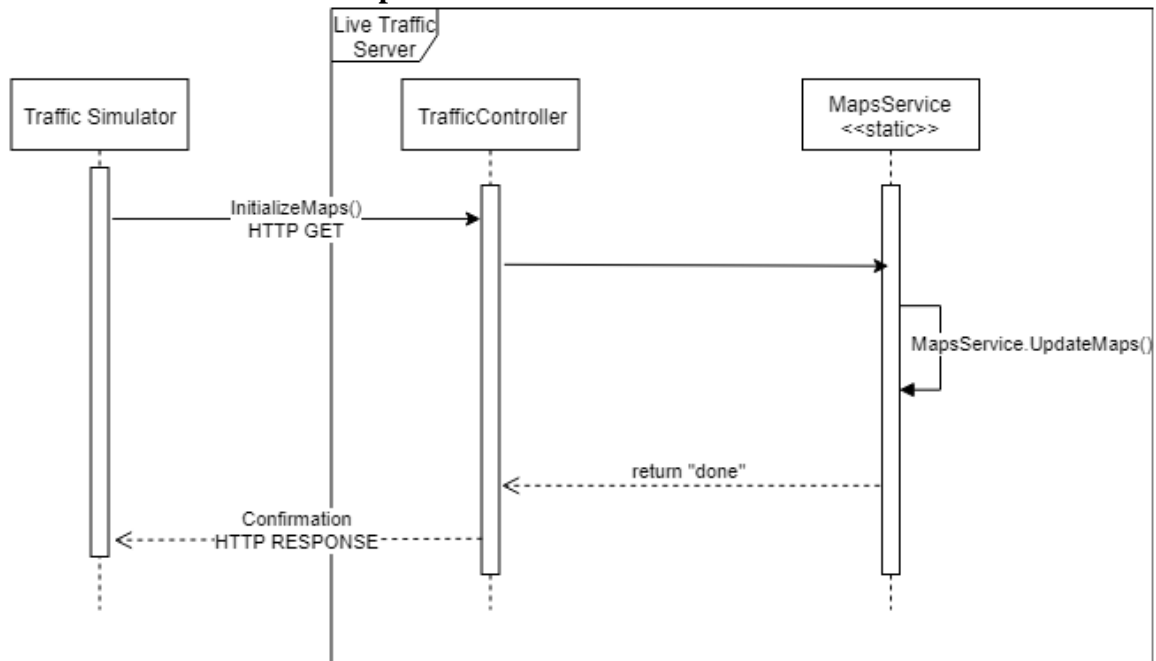 Live Traffic
Server
Traffic Simulator
TrafficController
MapsService
<<static>>
InitializeMaps()
HTTP GET
MapsService.UpdateMaps()
return "done"
Confirmation
HTTP RESPONSE